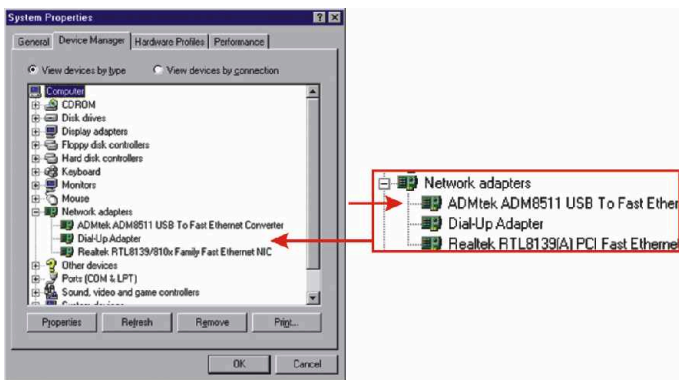 System Properties
General Device Manager Hardware Profiles Performance
View devices by type View devices by connection
Computer
CDROM
Disk drives
Display adapters
Floppy disk controllers
Hard disk controllers
Keyboard
Monitors
Mouse
Network adapters
ADMtek ADM8511 USB To Fast Ethernet Converter
Dial-Up Adapter
Realtek RTL8139/810x Family Fast Ethernet NIC
Other devices
Ports (COM & LPT)
Sound, video and game controllers
System devices
Properties Refresh Remove Print...
OK Cancel
Network adapters
ADMtek ADM8511 USB To Fast Ether
Dial-Up Adapter
Realtek RTL8139(A) PCI Fast Etherne